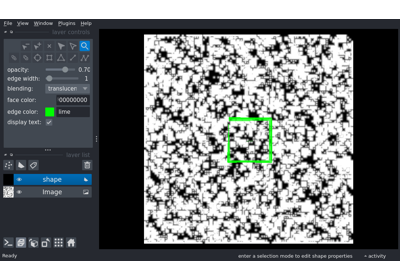 File View Window Plugins Help
layer controls
opacity: 0.70
edge width: 1
blending: translucen
face color: 00000000
edge color: lime
display text:
layer list
shape
Image
Ready enter a selection mode to edit shape properties activity